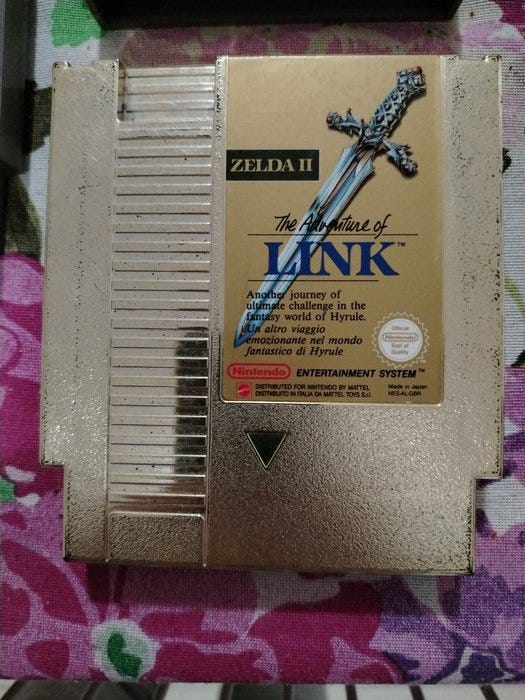 ZELDA II
The Adventure of
LINK™
Another journey of
ultimate challenge in the
fantasy world of Hyrule.
Un altro viaggio
emozionante nel mondo
fantastico di Hyrule
Official
Nintendo
Seal of
Quality
Nintendo ENTERTAINMENT SYSTEM™
DISTRIBUTED FOR NINTENDO BY MATTEL
DISTRIBUITO IN ITALIA DA MATTEL TOYS S.r.l.
Made in Japan
NES-AL-GBR